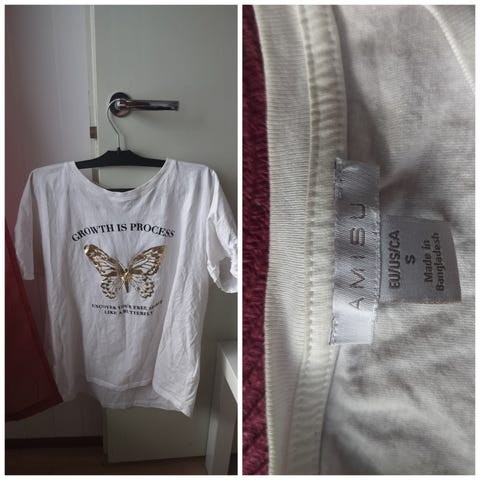 GROWTH IS PROCESS
UNCOVER YOUR FREE
LIKE A BUTTERFLY
AMISU
EU/US/CA
S
Made in
Bangladesh